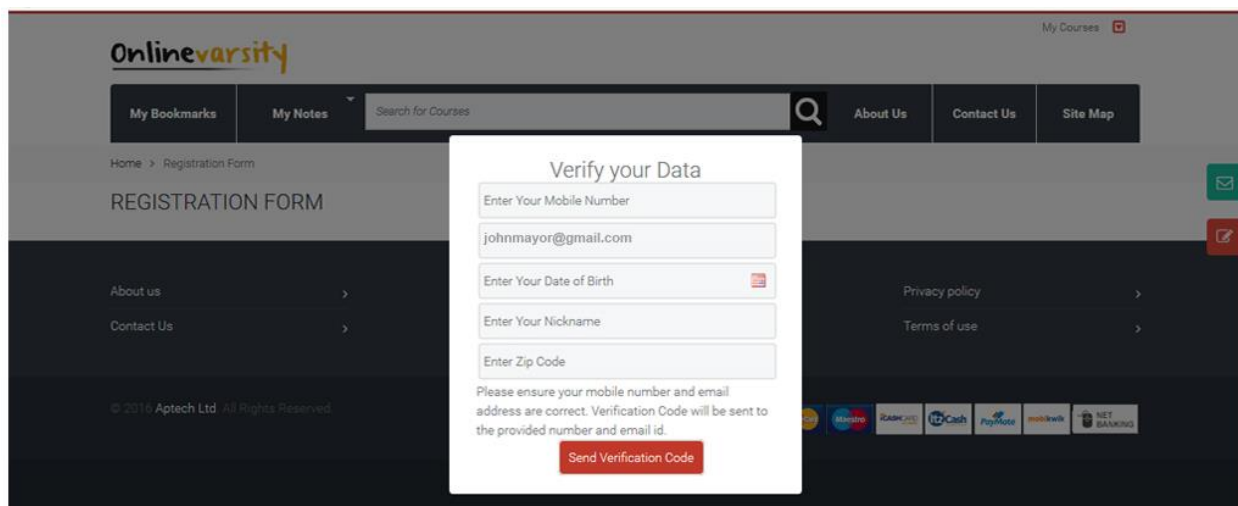 My Courses
Onlinevarsity
My Bookmarks
My Notes
Search for Courses
About Us
Contact Us
Site Map
Home > Registration Form
REGISTRATION FORM
Verify your Data
Enter Your Mobile Number
johnmayor@gmail.com
Enter Your Date of Birth
Enter Your Nickname
Enter Zip Code
Please ensure your mobile number and email
address are correct. Verification Code will be sent to
the provided number and email id.
Send Verification Code
About us >
Contact Us >
Privacy policy >
Terms of use >
© 2016 Aptech Ltd. All Rights Reserved.
Maestro
ICASHCARD
ItzCash
PayMate
mobikwik
NET
BANKING